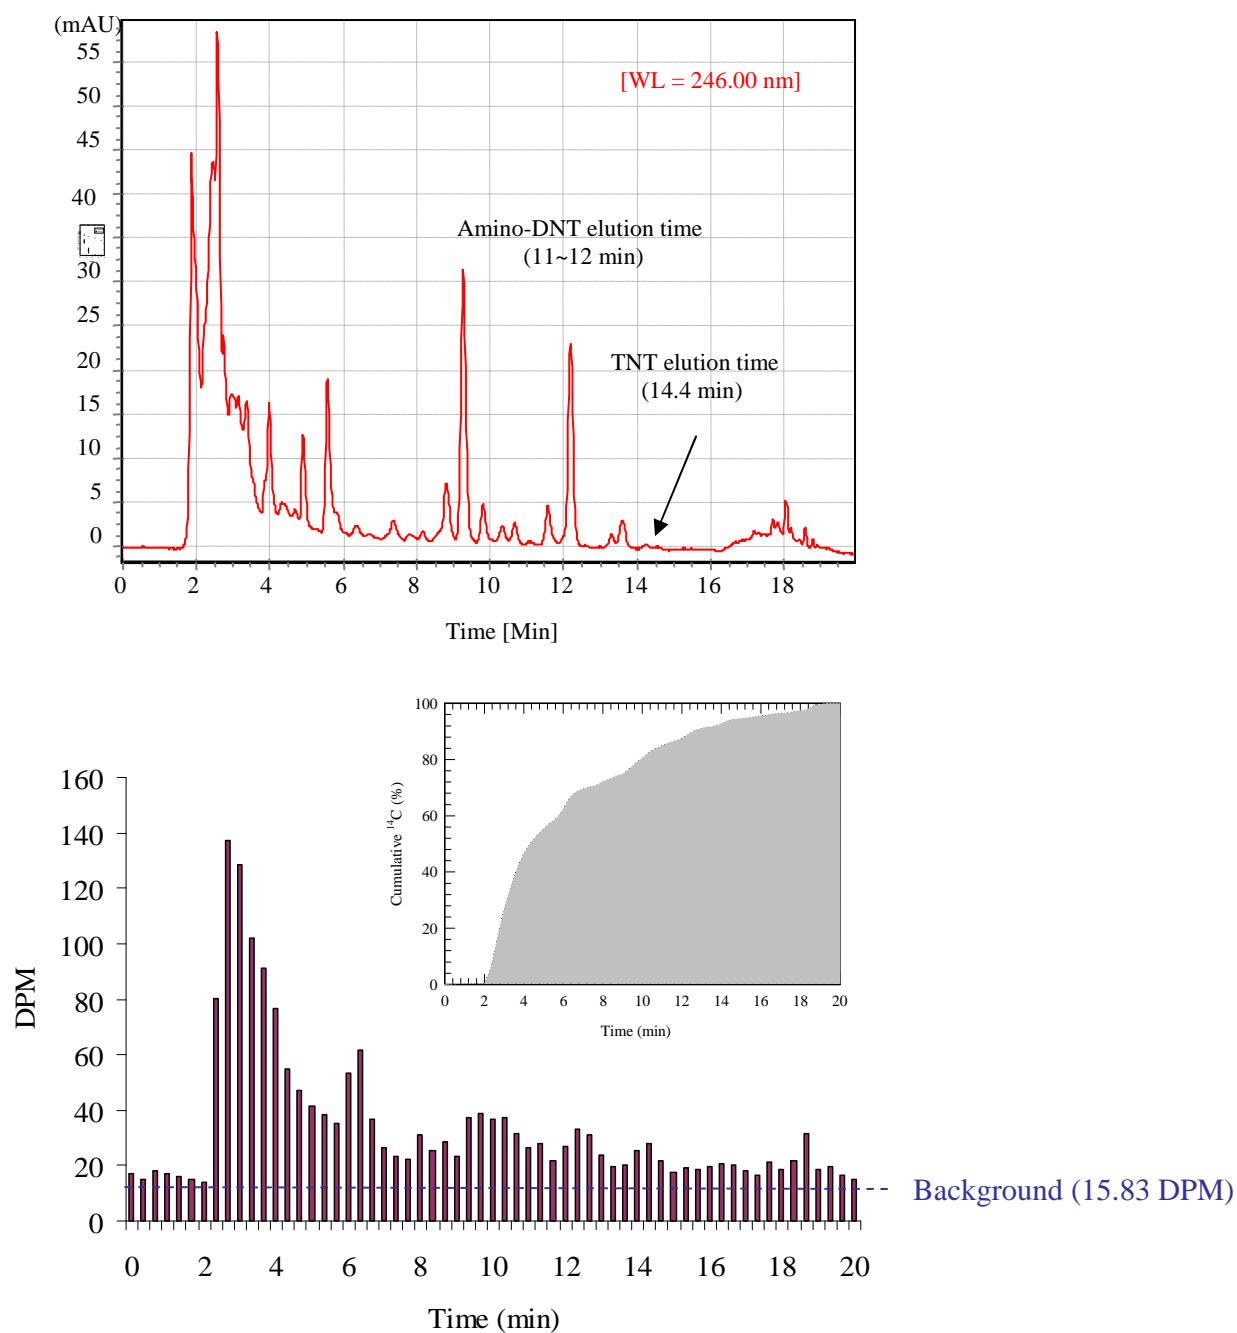 (mAU)
[WL = 246.00 nm]
55
50
45
40
30
25
20
15
10
5
0
Amino-DNT elution time
(11~12 min)
TNT elution time
(14.4 min)
0 2 4 6 8 10 12 14 16 18
Time [Min]
100
80
60
40
20
0
Cumulative ¹⁴C (%)
0 2 4 6 8 10 12 14 16 18 20
Time (min)
160
140
120
100
80
60
40
20
0
DPM
Background (15.83 DPM)
0 2 4 6 8 10 12 14 16 18 20
Time (min)